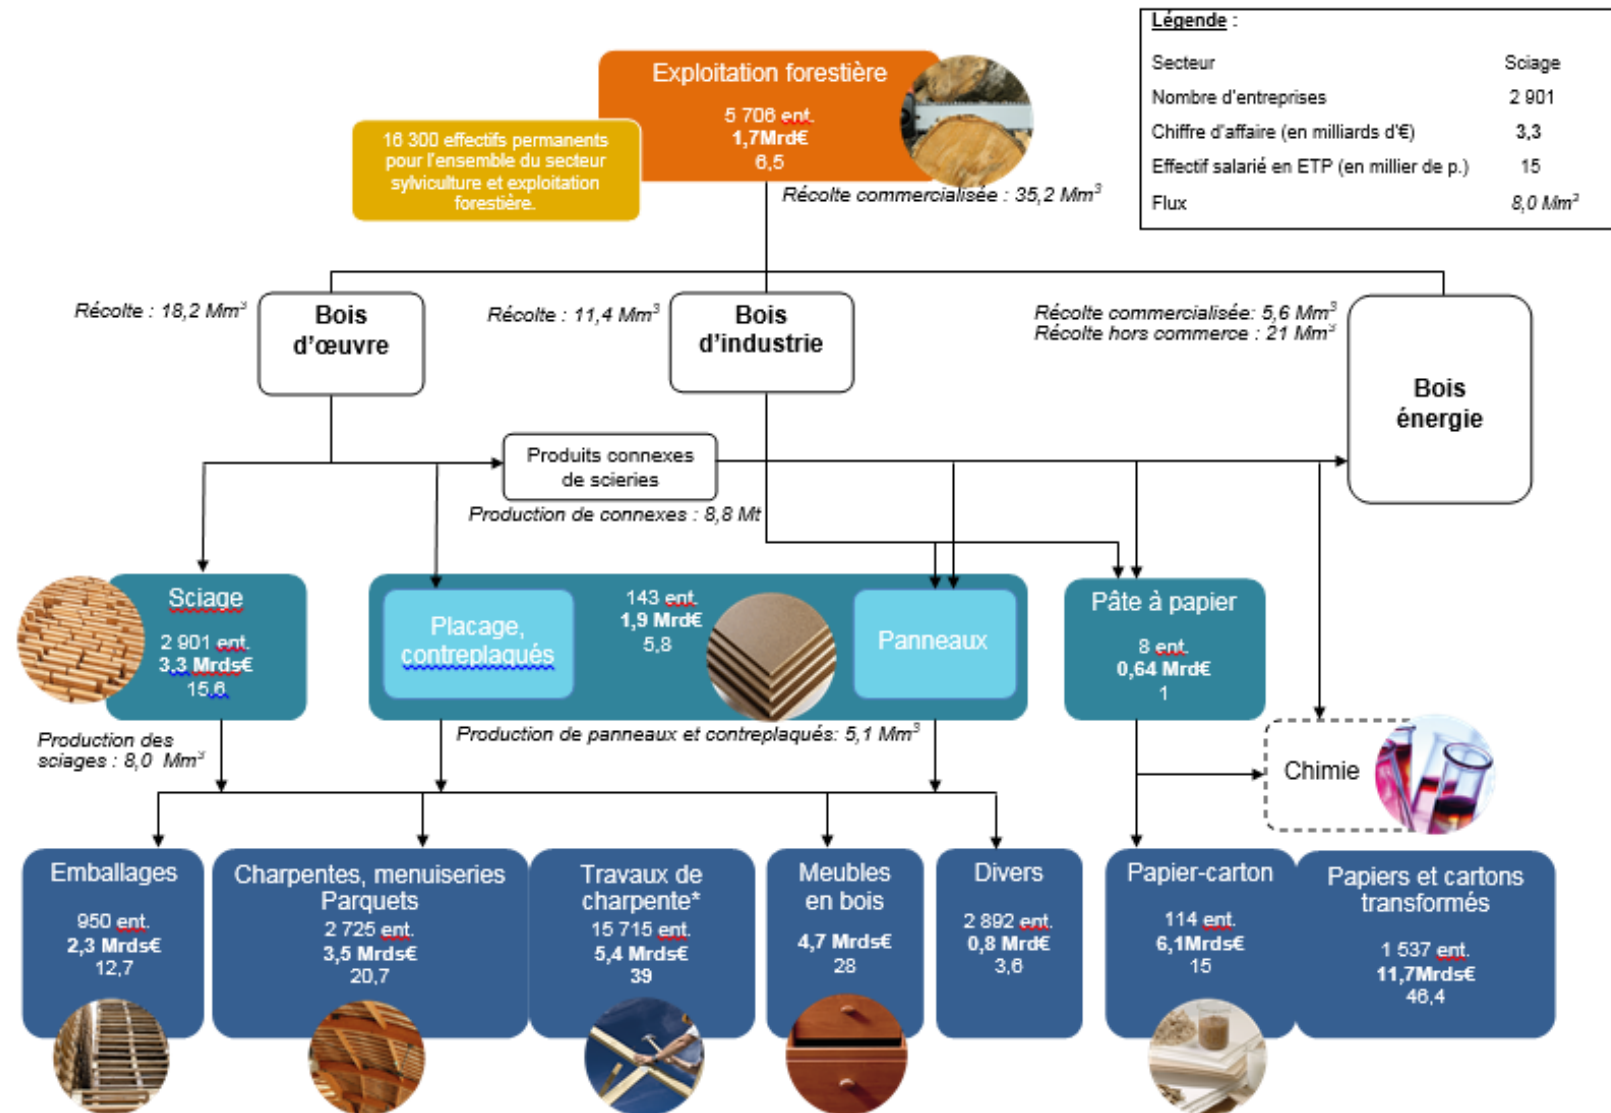 Légende :
Secteur Sciage
Nombre d'entreprises 2 901
Chiffre d'affaire (en milliards d'€) 3,3
Effectif salarié en ETP (en millier de p.) 15
Flux 8,0 Mm³
Exploitation forestière
5 706 ent.
1,7Mrd€
6,5
16 300 effectifs permanents
pour l'ensemble du secteur
sylviculture et exploitation
forestière.
Récolte commercialisée : 35,2 Mm³
Récolte : 18,2 Mm³
Bois
d'œuvre
Récolte : 11,4 Mm³
Bois
d'industrie
Récolte commercialisée: 5,6 Mm³
Récolte hors commerce : 21 Mm³
Bois
énergie
Produits connexes
de scieries
Production de connexes : 8,8 Mt
Sciage
2 901 ent.
3,3 Mrds€
15,6
Placage,
contreplaqués
143 ent.
1,9 Mrd€
5,8
Panneaux
Pâte à papier
8 ent.
0,64 Mrd€
1
Production des
sciages : 8,0 Mm³
Production de panneaux et contreplaqués: 5,1 Mm³
Chimie
Emballages
950 ent.
2,3 Mrds€
12,7
Charpentes, menuiseries
Parquets
2 725 ent.
3,5 Mrds€
20,7
Travaux de
charpente*
15 715 ent.
5,4 Mrds€
39
Meubles
en bois
4,7 Mrds€
28
Divers
2 892 ent.
0,8 Mrd€
3,6
Papier-carton
114 ent.
6,1Mrds€
15
Papiers et cartons
transformés
1 537 ent.
11,7Mrds€
46,4